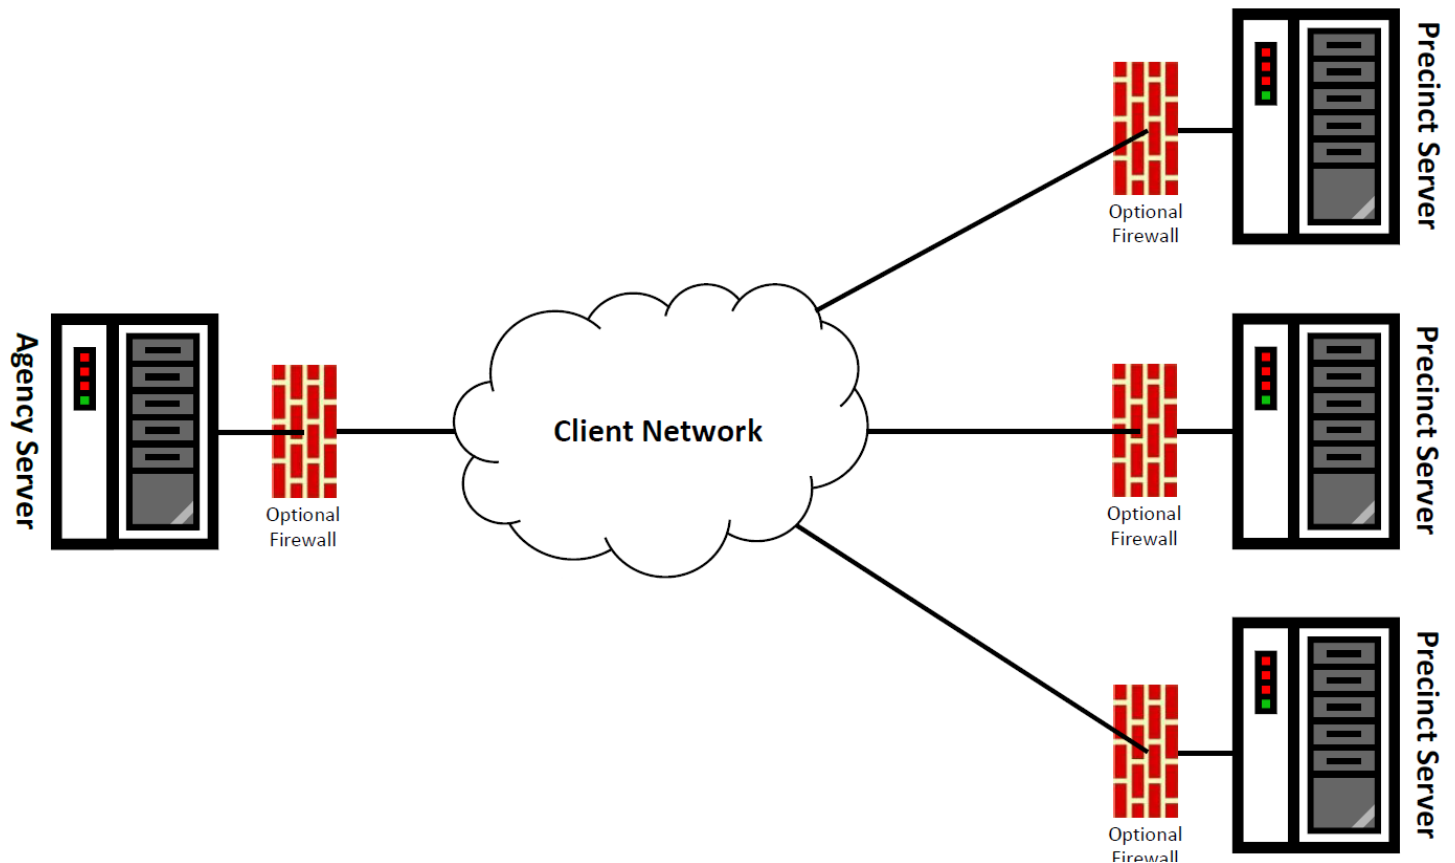 Precinct Server
Optional
Firewall
Agency Server
Optional
Firewall
Client Network
Optional
Firewall
Precinct Server
Optional
Firewall
Precinct Server